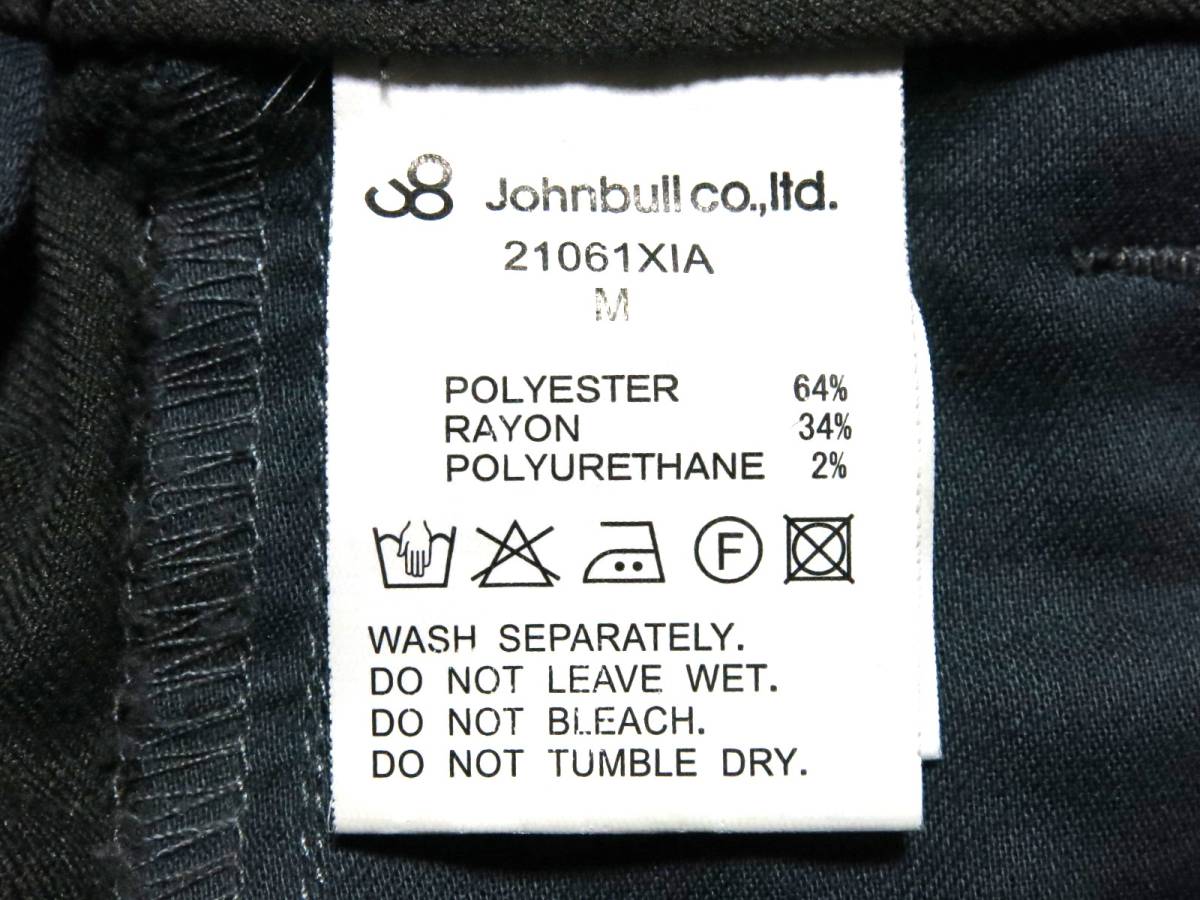 Johnbull co.,ltd.
21061XIA
M
POLYESTER 64%
RAYON 34%
POLYURETHANE 2%
F
WASH SEPARATELY.
DO NOT LEAVE WET.
DO NOT BLEACH.
DO NOT TUMBLE DRY.